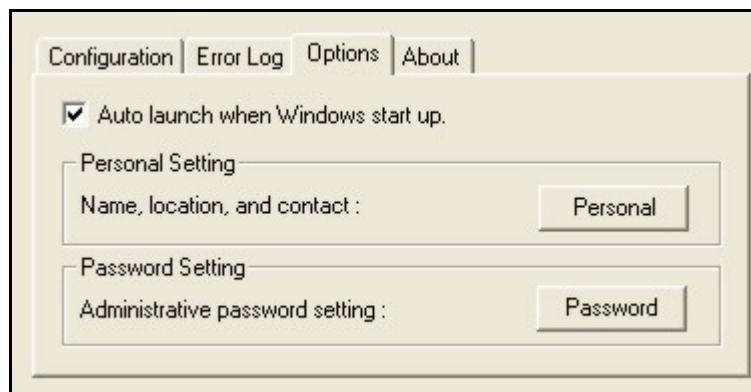 Configuration Error Log Options About
Auto launch when Windows start up.
Personal Setting
Name, location, and contact : Personal
Password Setting
Administrative password setting : Password